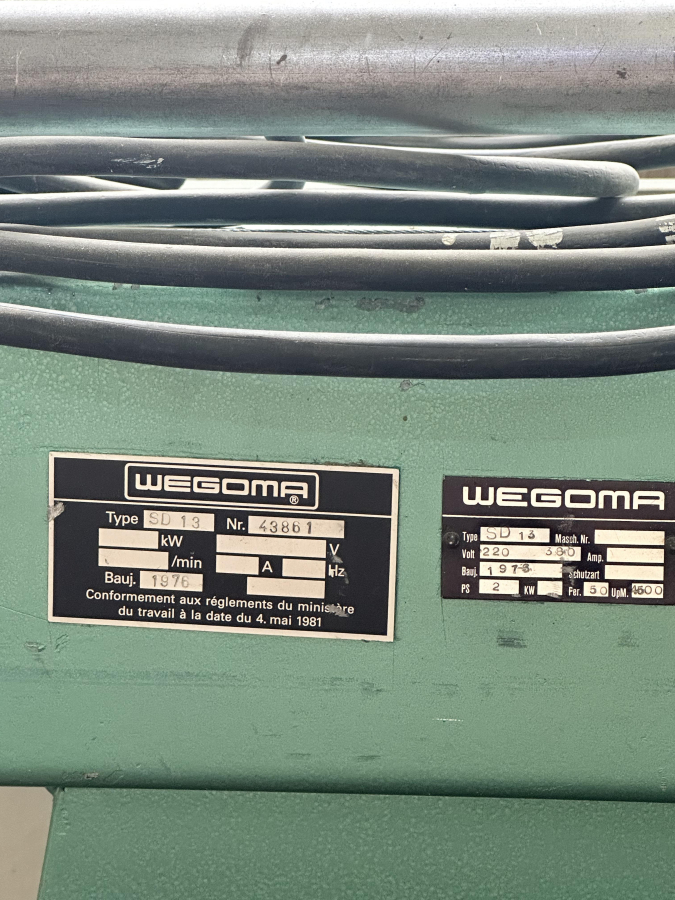 WEGOMA ®
Type SD 13 Nr. 43861
kW V
/min A Hz
Bauj. 1976
Conformement aux réglements du ministère
du travail à la date du 4. mai 1981
WEGOMA
Type SD 13 Masch. Nr.
Volt 220 380 Amp.
Bauj. Schutzart
PS 2 KW Per. 50 UpM.